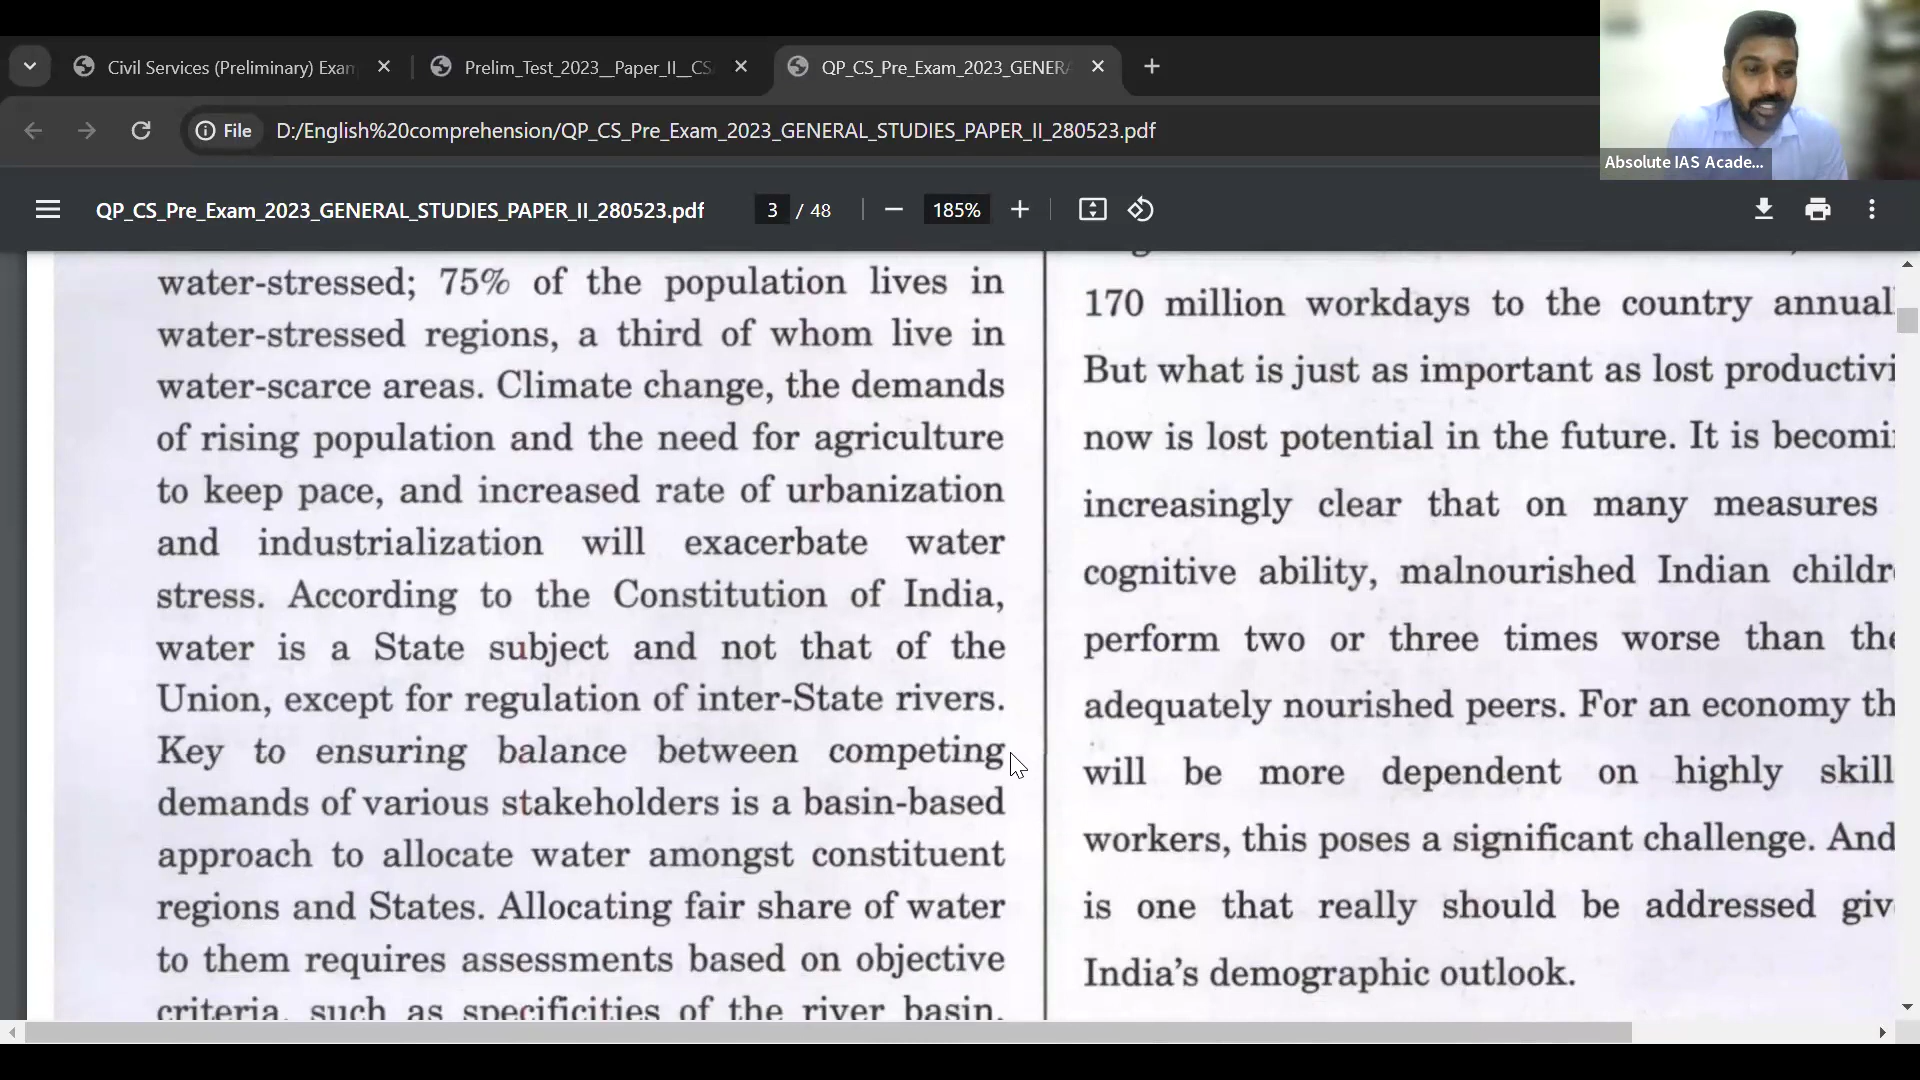 Civil Services (Preliminary) Exam
Prelim_Test_2023__Paper_II__CS
QP_CS_Pre_Exam_2023_GENERA
File
D:/English%20comprehension/QP_CS_Pre_Exam_2023_GENERAL_STUDIES_PAPER_II_280523.pdf
Absolute IAS Acade...
QP_CS_Pre_Exam_2023_GENERAL_STUDIES_PAPER_II_280523.pdf
3 / 48
185%
water-stressed; 75% of the population lives in
water-stressed regions, a third of whom live in
water-scarce areas. Climate change, the demands
of rising population and the need for agriculture
to keep pace, and increased rate of urbanization
and industrialization will exacerbate water
stress. According to the Constitution of India,
water is a State subject and not that of the
Union, except for regulation of inter-State rivers.
Key to ensuring balance between competing
demands of various stakeholders is a basin-based
approach to allocate water amongst constituent
regions and States. Allocating fair share of water
to them requires assessments based on objective
criteria, such as specificities of the river basin,
170 million workdays to the country annual
But what is just as important as lost productivi
now is lost potential in the future. It is becomi
increasingly clear that on many measures
cognitive ability, malnourished Indian childr
perform two or three times worse than the
adequately nourished peers. For an economy th
will be more dependent on highly skill
workers, this poses a significant challenge. And
is one that really should be addressed giv
India's demographic outlook.